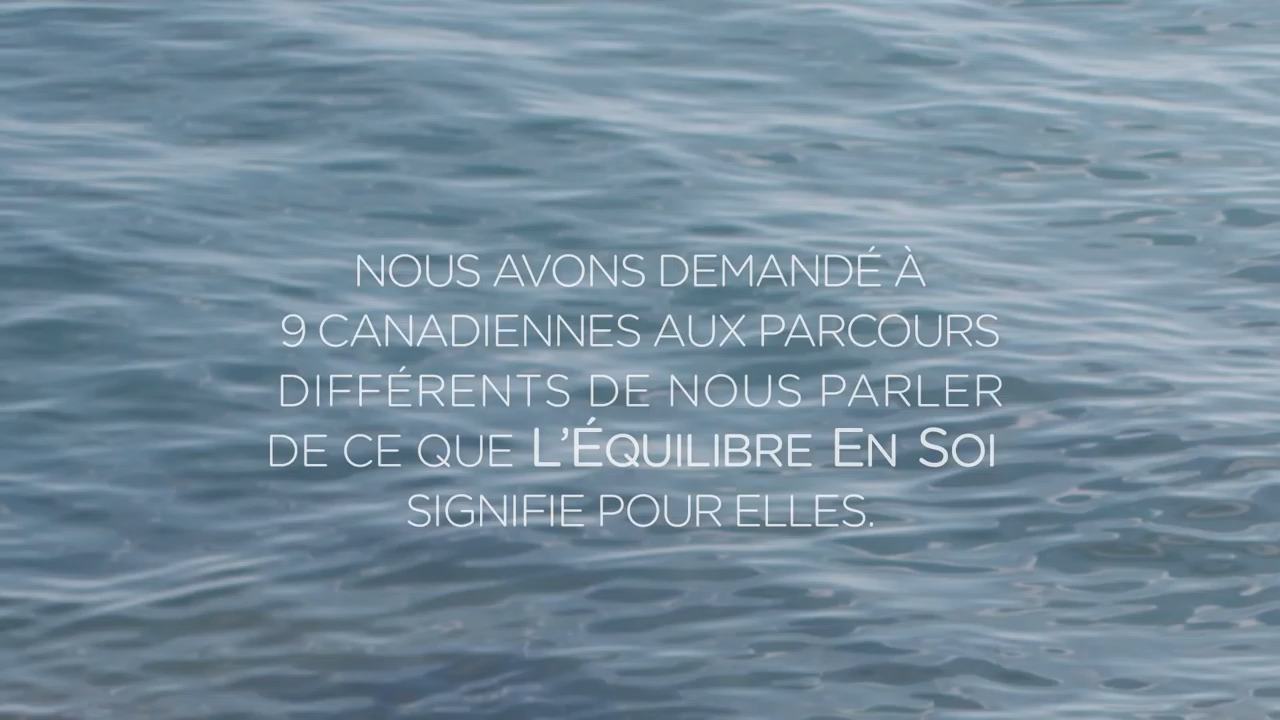 NOUS AVONS DEMANDÉ À
9 CANADIENNES AUX PARCOURS
DIFFÉRENTS DE NOUS PARLER
DE CE QUE L’ÉQUILIBRE EN SOI
SIGNIFIE POUR ELLES.